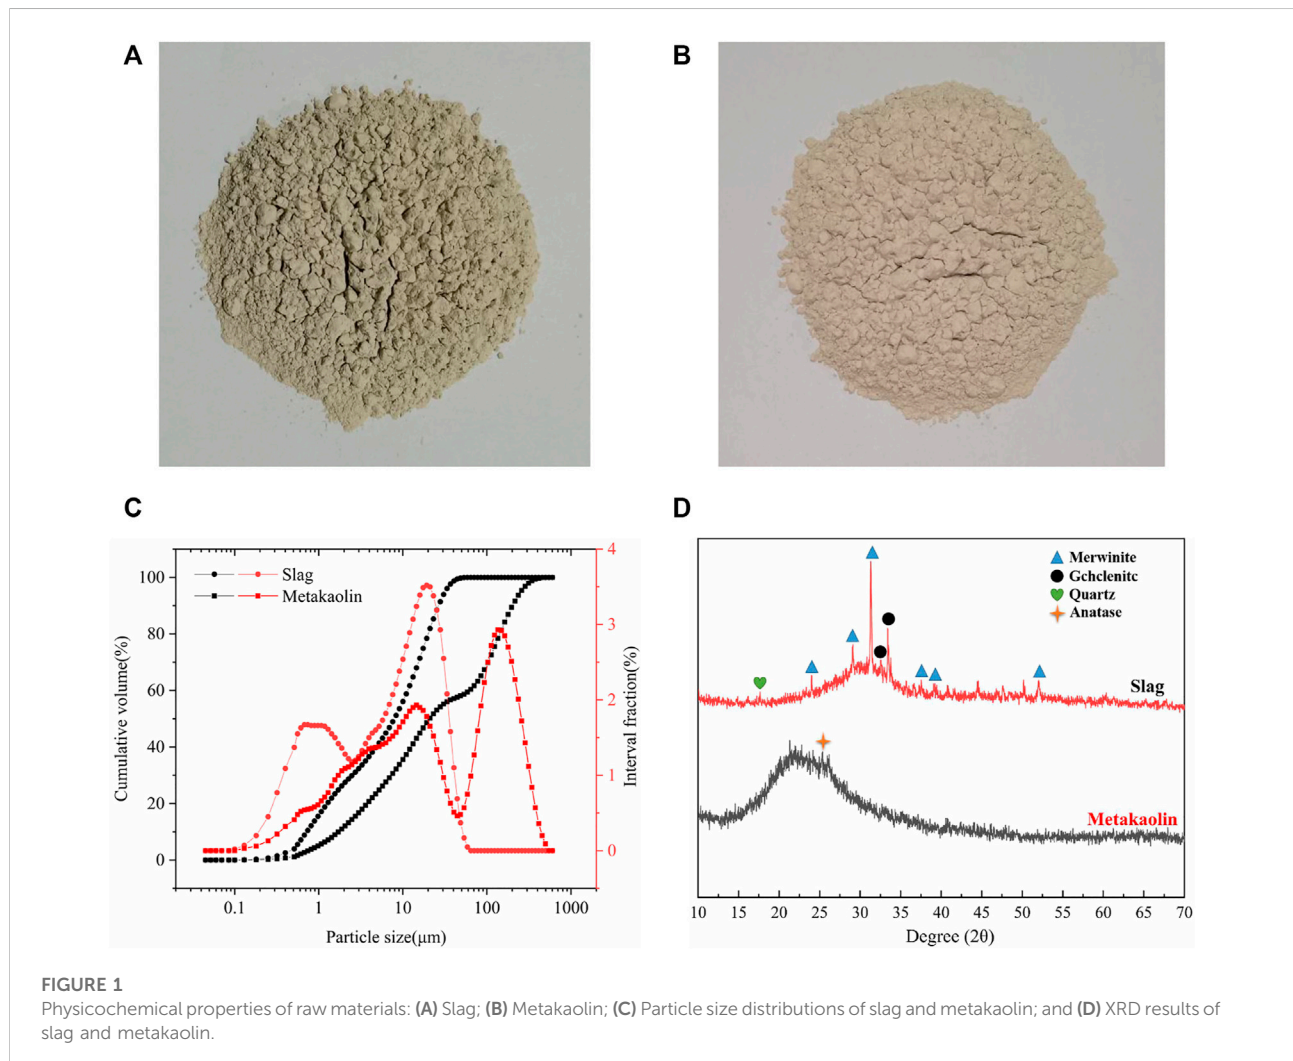 A
B
C
D
Slag
Metakaolin
Cumulative volume(%)
100
80
60
40
20
0
0.1
1
10
100
1000
Particle size(μm)
4
3
2
1
0
Interval fraction(%)
Merwinite
Gchclenitc
Quartz
Anatase
Slag
Metakaolin
10
15
20
25
30
35
40
45
50
55
60
65
70
Degree (2θ)
FIGURE 1
Physicochemical properties of raw materials: (A) Slag; (B) Metakaolin; (C) Particle size distributions of slag and metakaolin; and (D) XRD results of
slag and metakaolin.